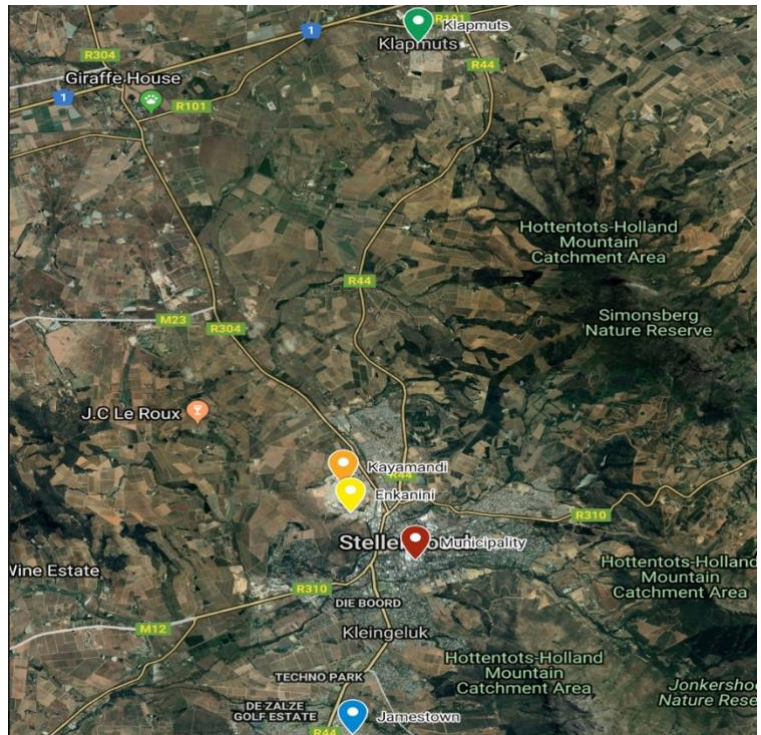 R101
Klapmuts
1
Klapmuts
R304
R44
Giraffe House
1
R101
Hottentots-Holland
Mountain
Catchment Area
R44
Simonsberg
Nature Reserve
M23
R304
J.C Le Roux
Kayamandi
R44
Enkanini
R310
Municipality
Wine Estate
Hottentots-Holland
Mountain
Catchment Area
R310
DIE BOORD
M12
Kleingeluk
Hottentots-Holland
Mountain
Catchment Area
TECHNO PARK
Nature Rese
DE ZALZE
GOLF ESTATE
Jamestown
R44